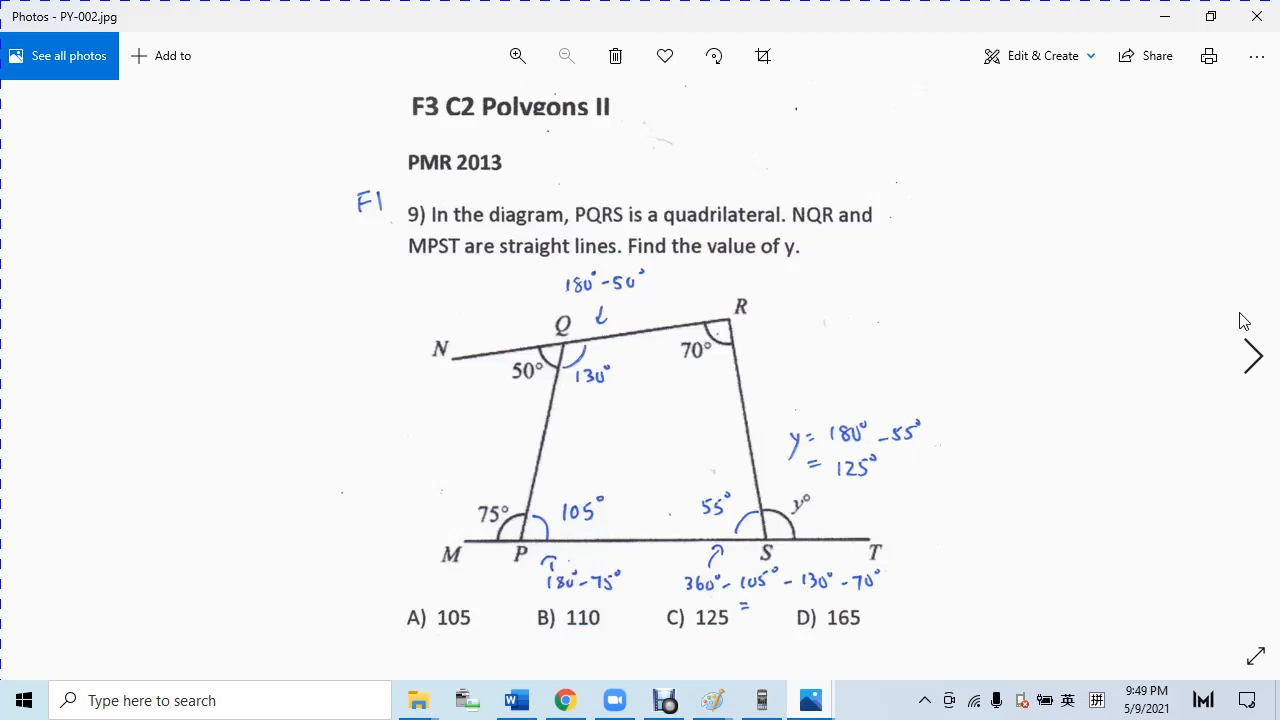 Photos - PY-002.jpg
See all photos
Add to
Edit & Create
Share
F3 C2 Polygons II
PMR 2013
F1
9) In the diagram, PQRS is a quadrilateral. NQR and
MPST are straight lines. Find the value of y.
180° - 50°
Q
R
N
50°
130°
70°
y = 180° - 55°
= 125°
75°
105°
55°
y°
M
P
S
T
180° - 75°
360° - 105° - 130° - 70°
=
A) 105 B) 110 C) 125 D) 165
Type here to search
英
拼
9:49 PM
5/9/2021